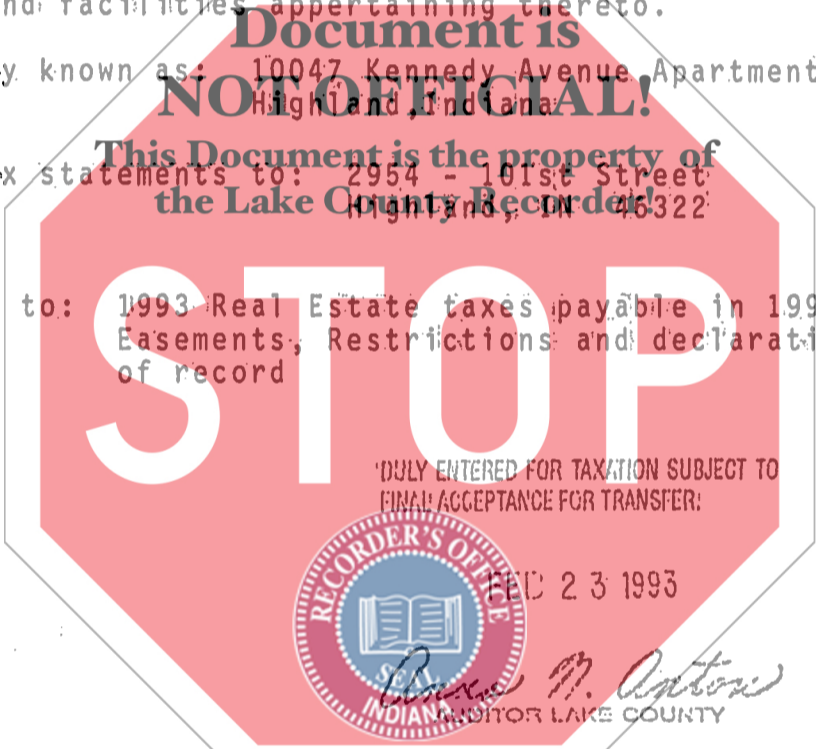 nd facilities appertaining thereto.
Document is
y known as: 10047 Kennedy Avenue Apartment
NOT OFFICIAL!
Highland, Indiana
This Document is the property of
x statements to: 2954 - 101st Street
the Lake County Recorder!
Highland, IN 46322
to: 1993 Real Estate taxes payable in 199
Easements, Restrictions and declarati
of record
STOP
DULY ENTERED FOR TAXATION SUBJECT TO
FINAL ACCEPTANCE FOR TRANSFER:
RECORDER'S OFFICE
FEB 23 1993
SEAL
INDIANA
Anna N. Anton
AUDITOR LAKE COUNTY